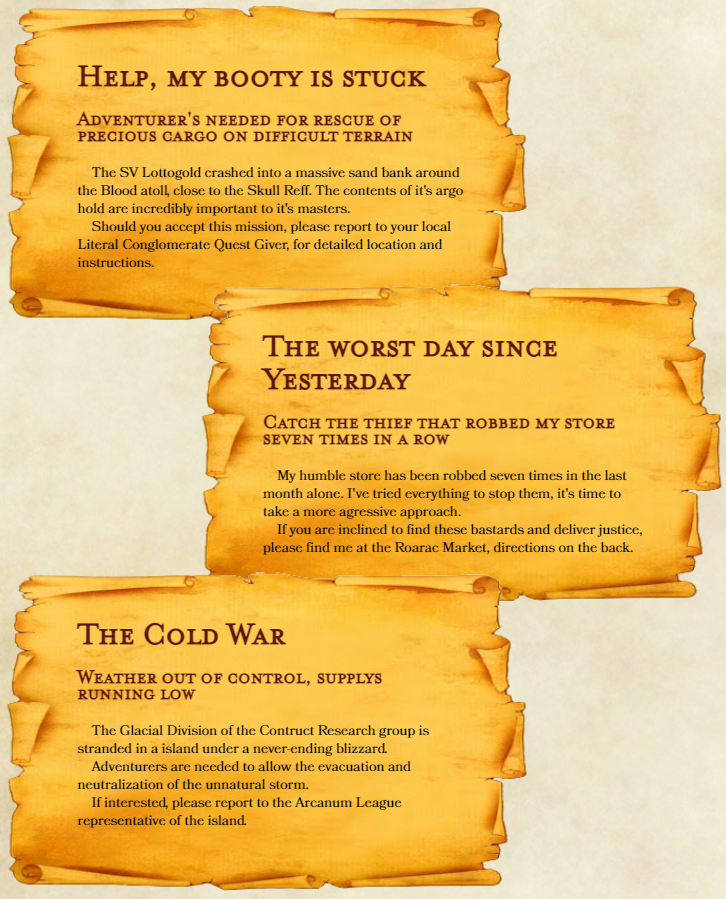 Help, my booty is stuck
Adventurer's needed for rescue of
precious cargo on difficult terrain
The SV Lottogold crashed into a massive sand bank around
the Blood atoll, close to the Skull Reff. The contents of it's argo
hold are incredibly important to it's masters.
Should you accept this mission, please report to your local
Literal Conglomerate Quest Giver, for detailed location and
instructions.
The worst day since
Yesterday
Catch the thief that robbed my store
seven times in a row
My humble store has been robbed seven times in the last
month alone. I've tried everything to stop them, it's time to
take a more agressive approach.
If you are inclined to find these bastards and deliver justice,
please find me at the Roarac Market, directions on the back.
The Cold War
Weather out of control, supplys
running low
The Glacial Division of the Contruct Research group is
stranded in a island under a never-ending blizzard.
Adventurers are needed to allow the evacuation and
neutralization of the unnatural storm.
If interested, please report to the Arcanum League
representative of the island.